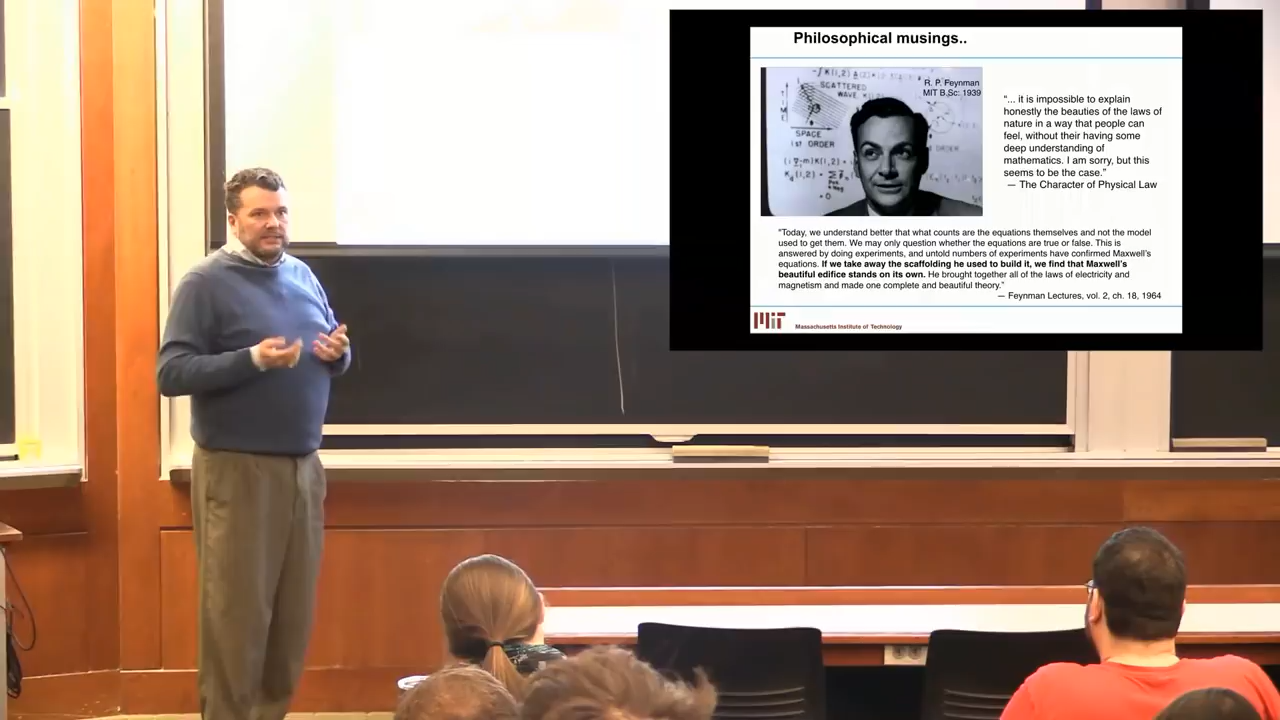 Philosophical musings..
SCATTERED
WAVE
SPACE
1st ORDER
ORDER
R. P. Feynman
MIT B.Sc: 1939
"... it is impossible to explain
honestly the beauties of the laws of
nature in a way that people can
feel, without their having some
deep understanding of
mathematics. I am sorry, but this
seems to be the case."
— The Character of Physical Law
"Today, we understand better that what counts are the equations themselves and not the model
used to get them. We may only question whether the equations are true or false. This is
answered by doing experiments, and untold numbers of experiments have confirmed Maxwell's
equations. If we take away the scaffolding he used to build it, we find that Maxwell's
beautiful edifice stands on its own. He brought together all of the laws of electricity and
magnetism and made one complete and beautiful theory."
— Feynman Lectures, vol. 2, ch. 18, 1964
MIT
Massachusetts Institute of Technology